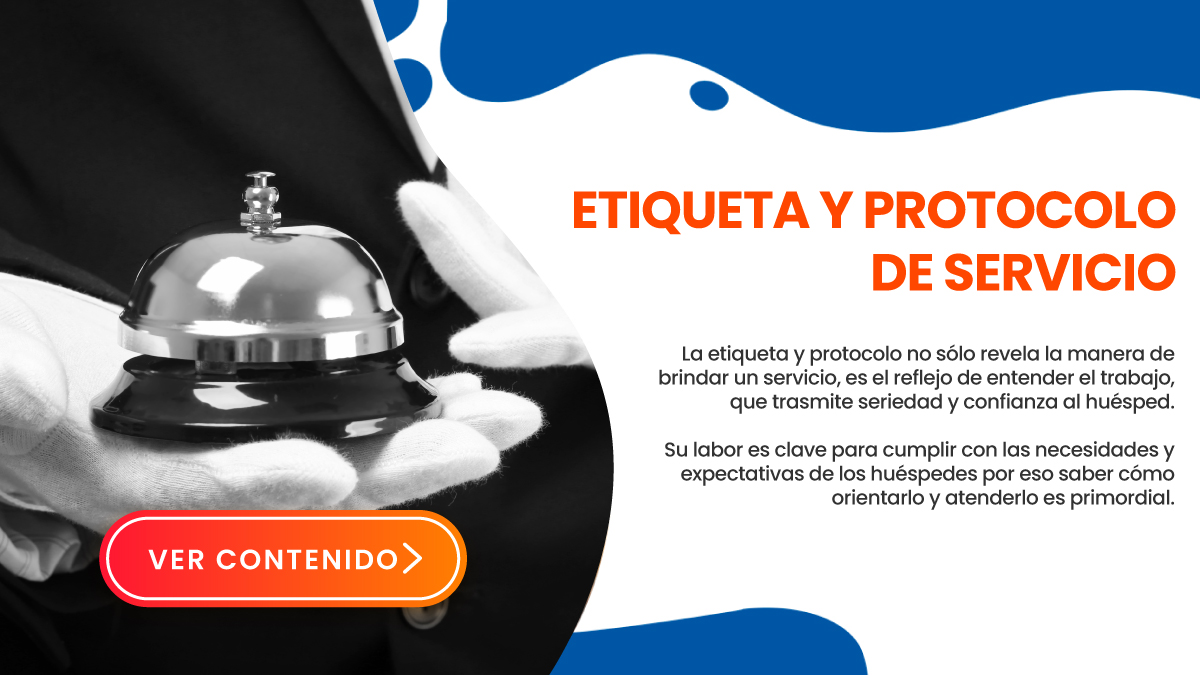 ETIQUETA Y PROTOCOLO
DE SERVICIO
La etiqueta y protocolo no sólo revela la manera de
brindar un servicio, es el reflejo de entender el trabajo,
que trasmite seriedad y confianza al huésped.
Su labor es clave para cumplir con las necesidades y
expectativas de los huéspedes por eso saber cómo
orientarlo y atenderlo es primordial.
VER CONTENIDO